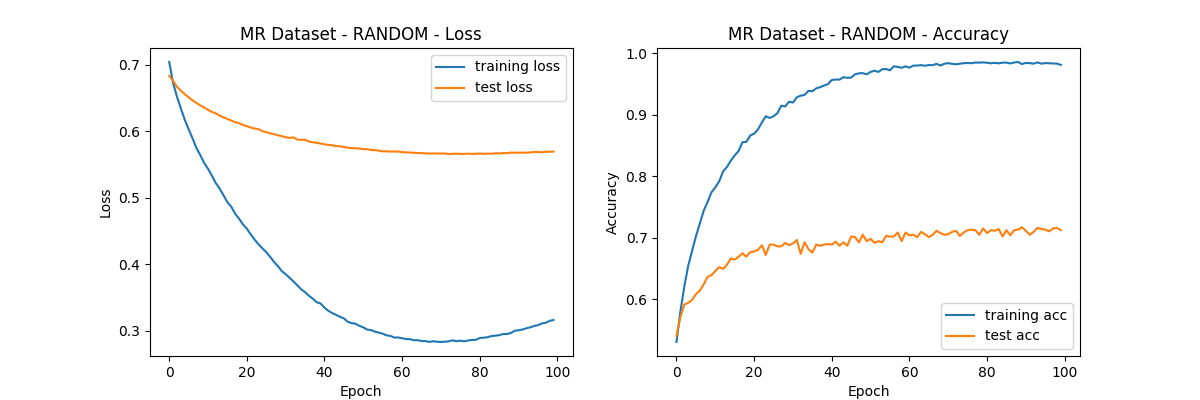 MR Dataset - RANDOM - Loss
0.7
0.6
0.5
0.4
0.3
Loss
0
20
40
60
80
100
Epoch
training loss
test loss
MR Dataset - RANDOM - Accuracy
1.0
0.9
0.8
0.7
0.6
Accuracy
0
20
40
60
80
100
Epoch
training acc
test acc